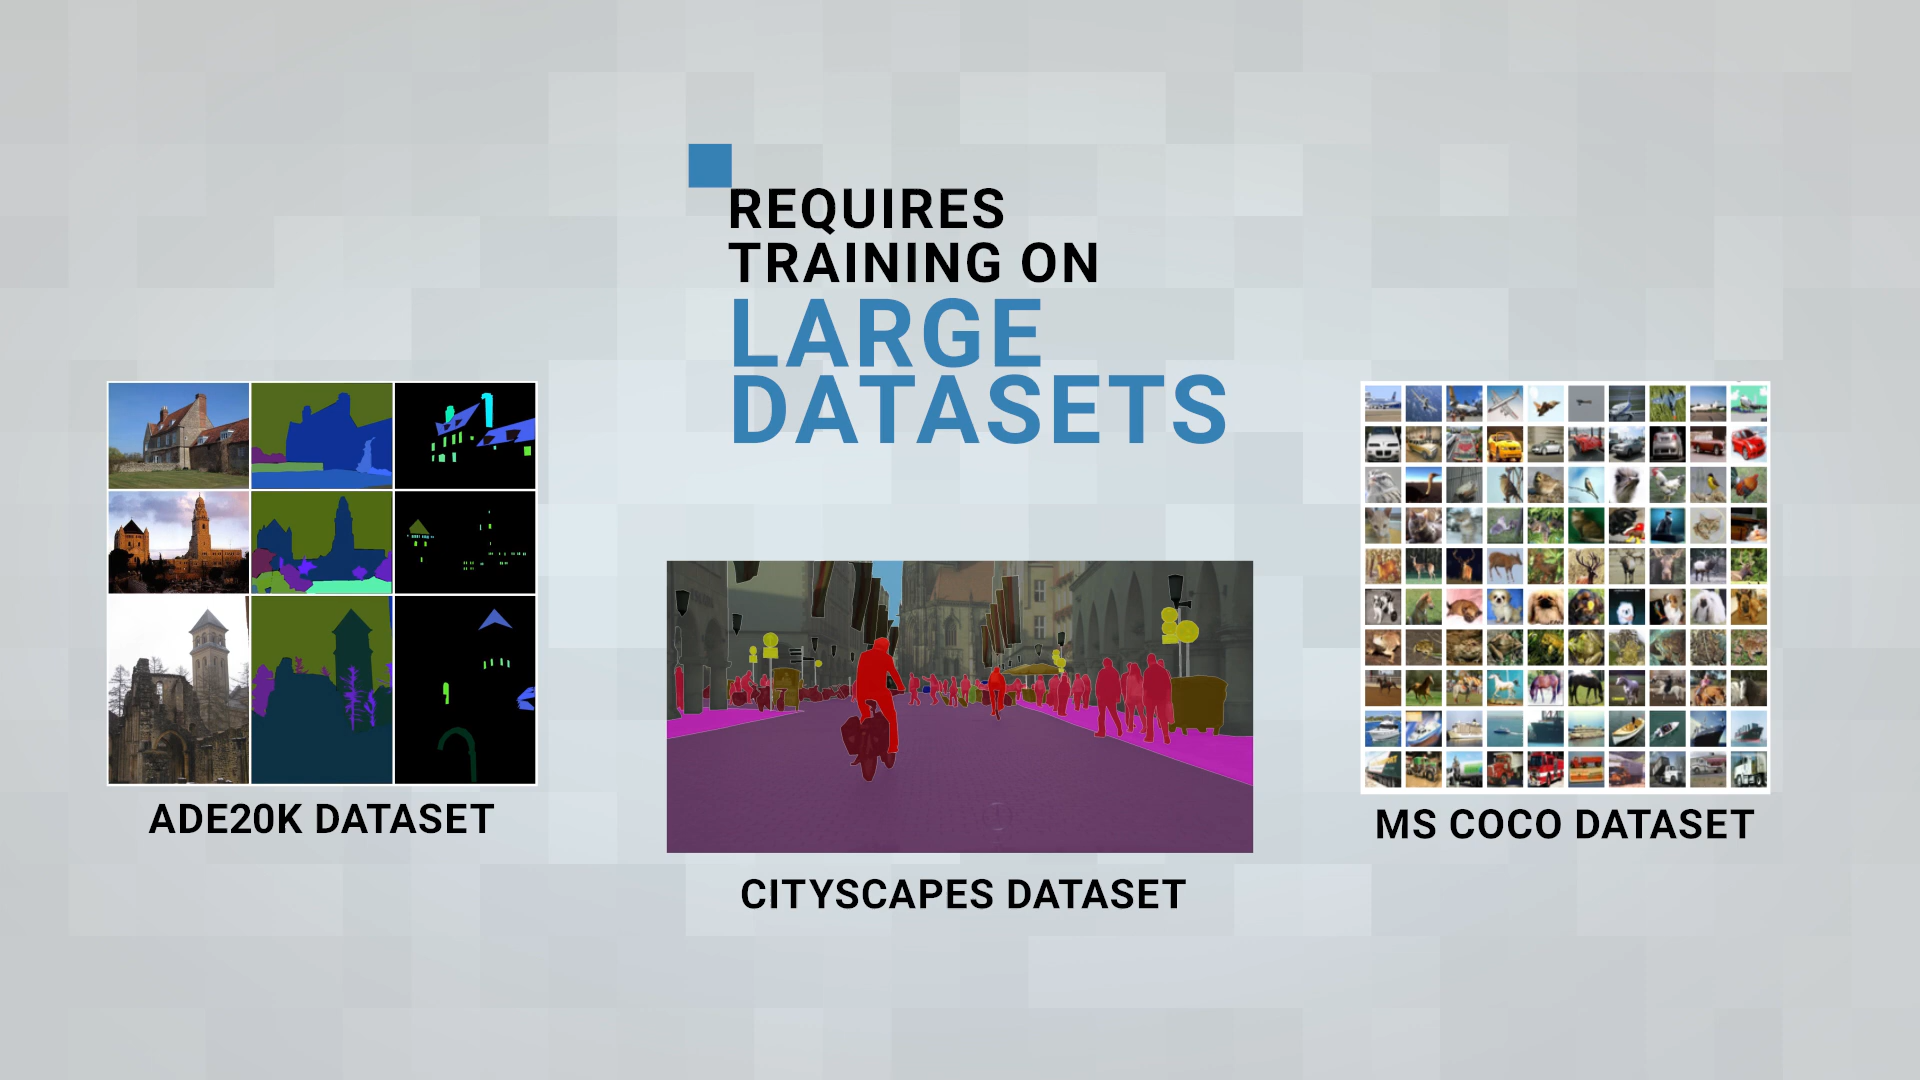 REQUIRES
TRAINING ON
LARGE
DATASETS
ADE20K DATASET
CITYSCAPES DATASET
MS COCO DATASET